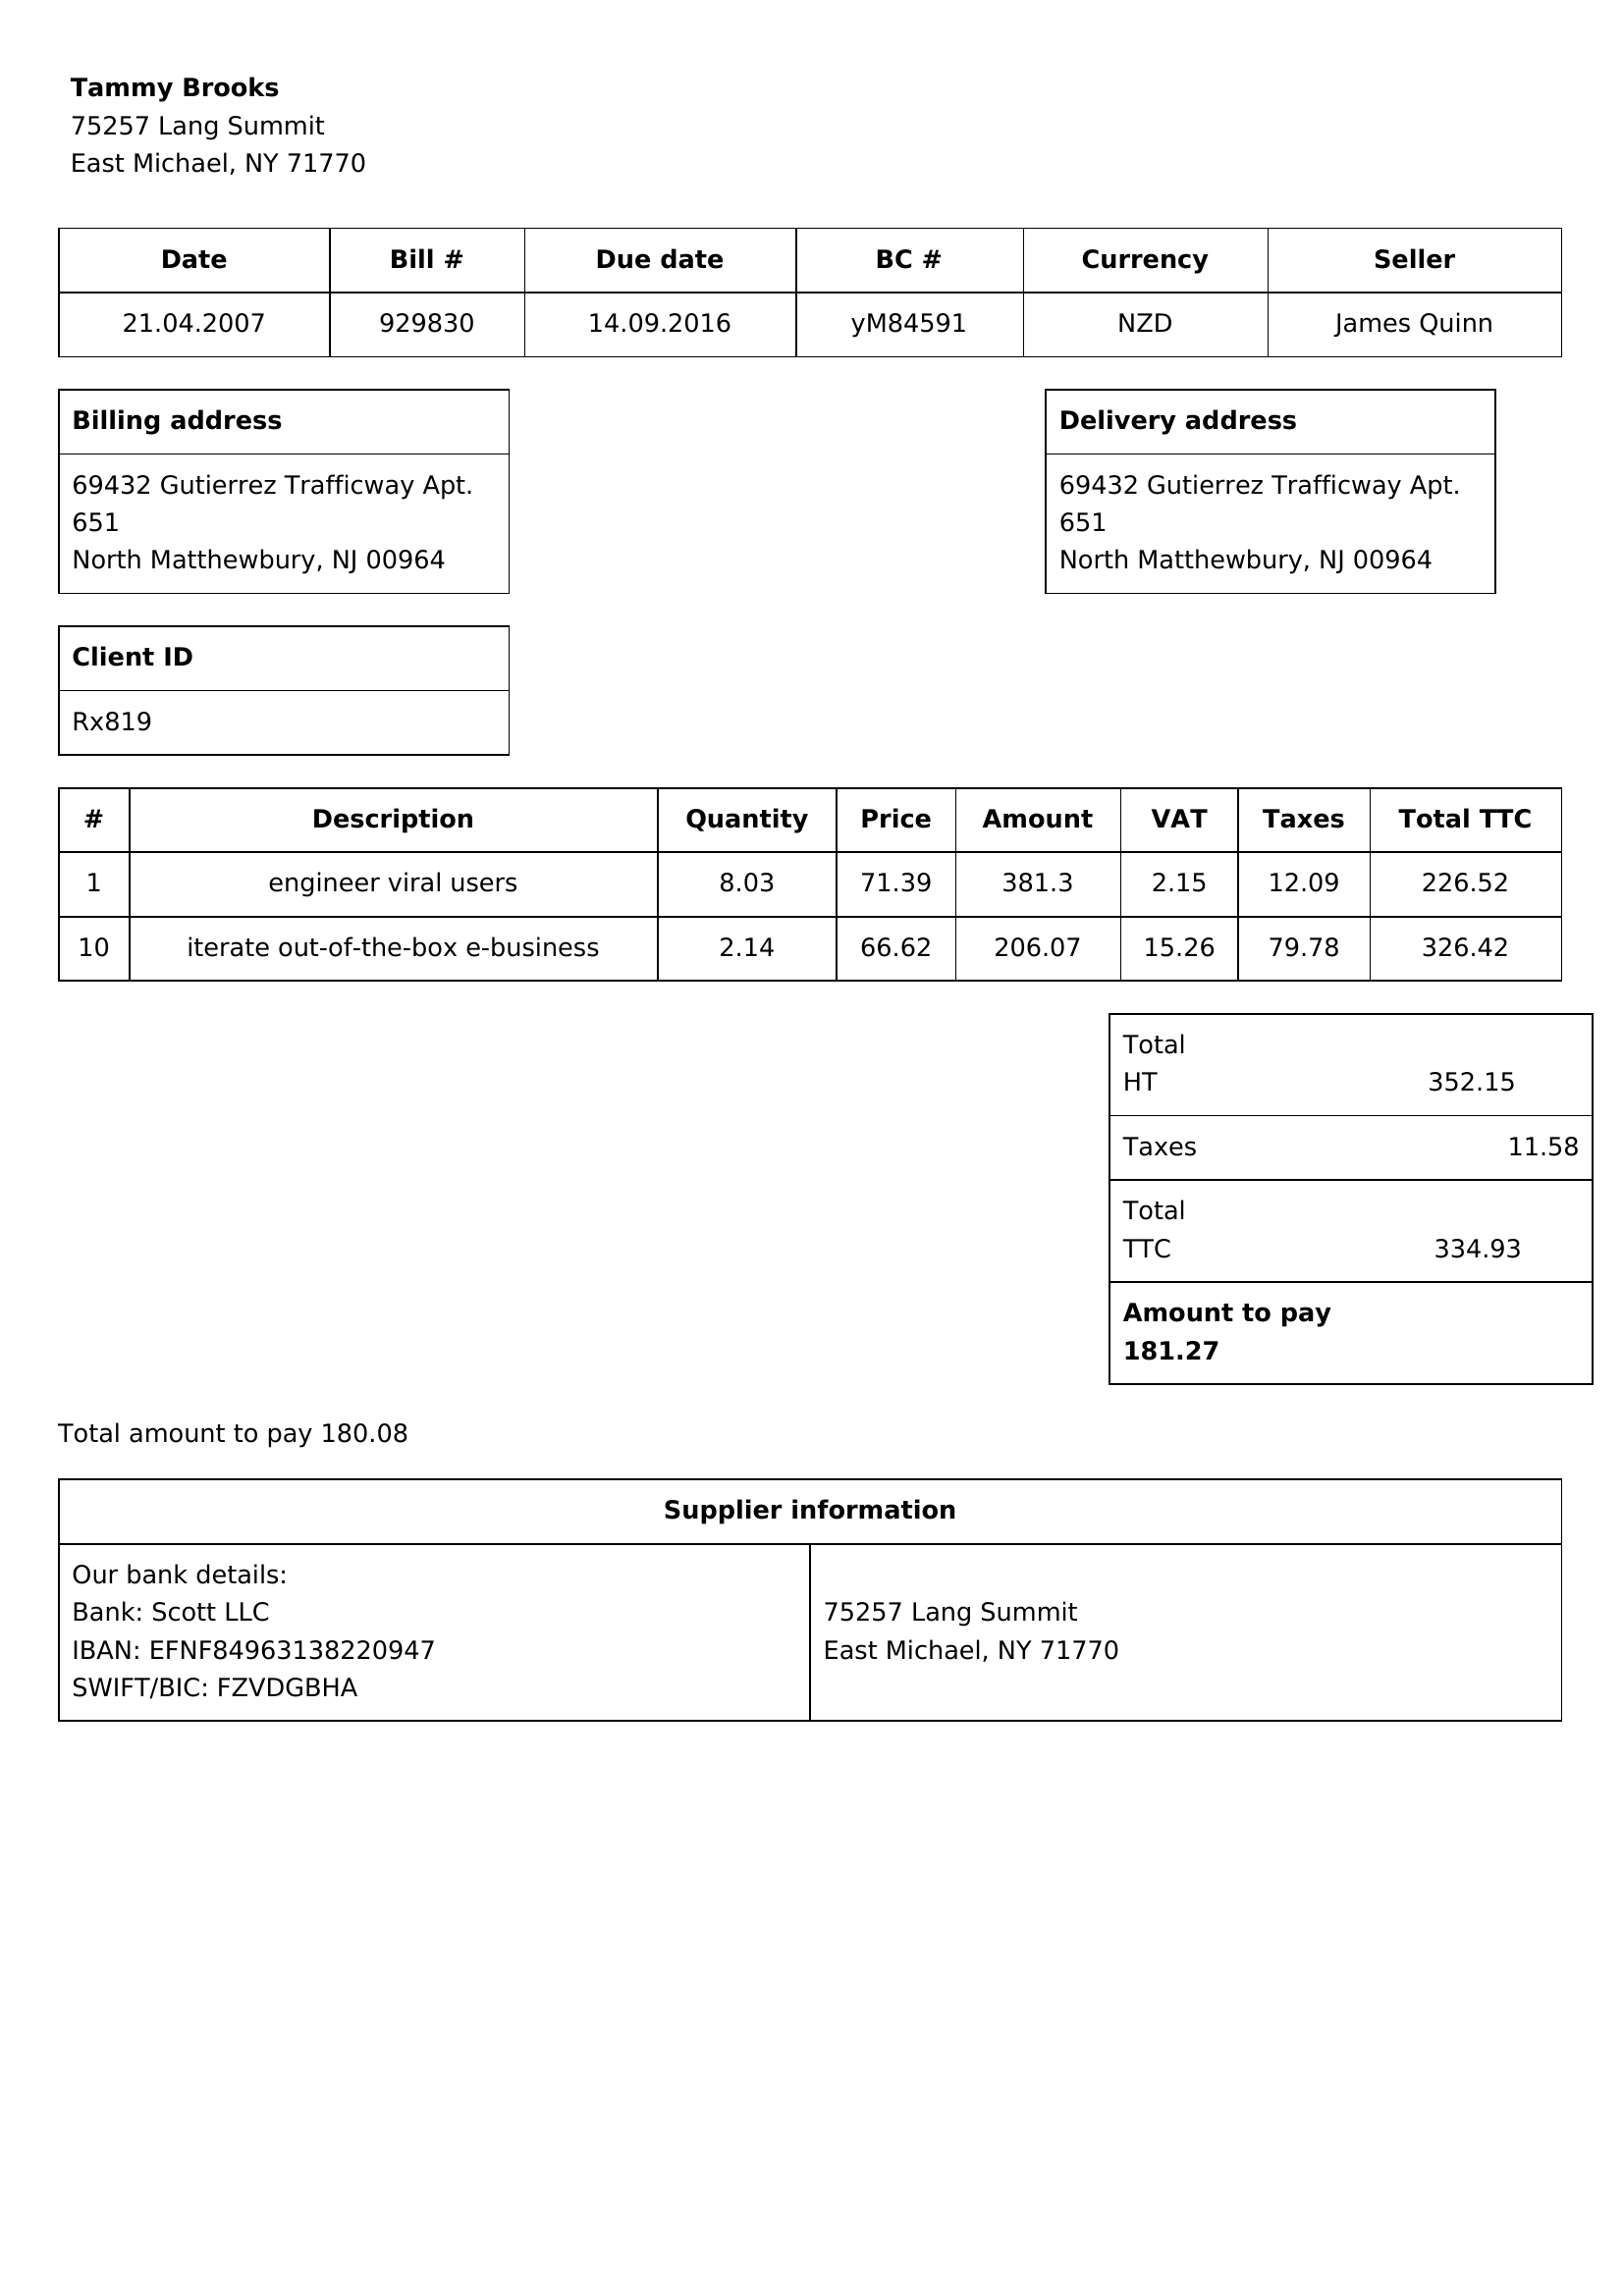 Tammy Brooks
75257 Lang Summit
East Michael, NY 71770
Date Bill # Due date BC # Currency Seller
21.04.2007 929830 14.09.2016 yM84591 NZD James Quinn
Billing address
69432 Gutierrez Trafficway Apt.
651
North Matthewbury, NJ 00964
Delivery address
69432 Gutierrez Trafficway Apt.
651
North Matthewbury, NJ 00964
Client ID
Rx819
# Description Quantity Price Amount VAT Taxes Total TTC
1 engineer viral users 8.03 71.39 381.3 2.15 12.09 226.52
10 iterate out-of-the-box e-business 2.14 66.62 206.07 15.26 79.78 326.42
Total
HT 352.15
Taxes 11.58
Total
TTC 334.93
Amount to pay
181.27
Total amount to pay 180.08
Supplier information
Our bank details:
Bank: Scott LLC
IBAN: EFNF84963138220947
SWIFT/BIC: FZVDGBHA
75257 Lang Summit
East Michael, NY 71770